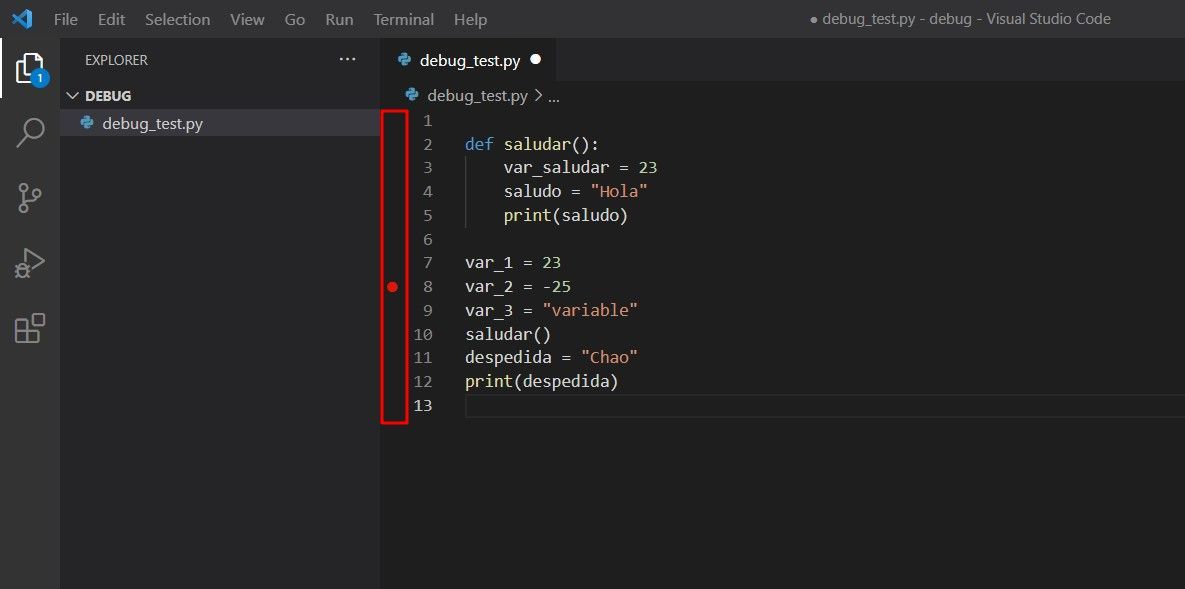 File Edit Selection View Go Run Terminal Help ● debug_test.py - debug - Visual Studio Code
EXPLORER ...
debug_test.py ●
DEBUG
debug_test.py > ...
debug_test.py
1
2 def saludar():
3     var_saludar = 23
4     saludo = "Hola"
5     print(saludo)
6
7 var_1 = 23
8 var_2 = -25
9 var_3 = "variable"
10 saludar()
11 despedida = "Chao"
12 print(despedida)
13
1